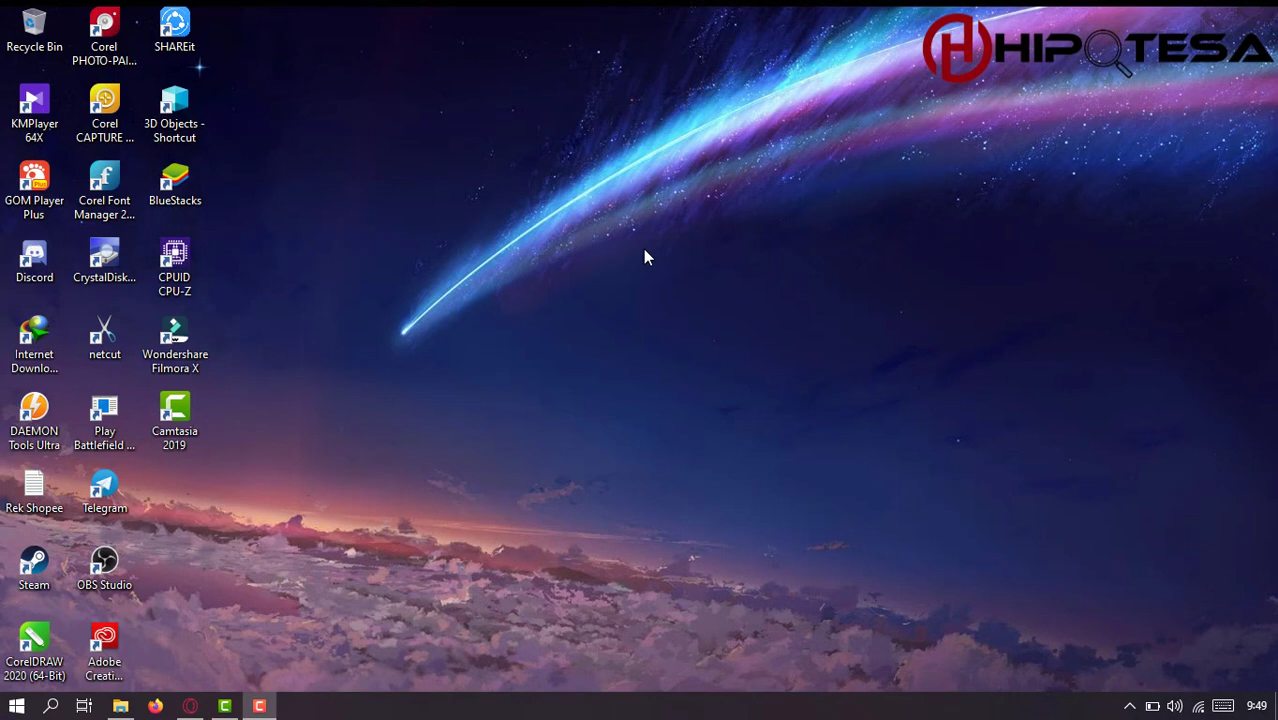 HIPOTESA
Recycle Bin
Corel
PHOTO-PAI...
SHAREit
KMPlayer
64X
Corel
CAPTURE ...
3D Objects -
Shortcut
GOM Player
Plus
Corel Font
Manager 2...
BlueStacks
Discord
CrystalDisk...
CPUID
CPU-Z
Internet
Downlo...
netcut
Wondershare
Filmora X
DAEMON
Tools Ultra
Play
Battlefield ...
Camtasia
2019
Rek Shopee
Telegram
Steam
OBS Studio
CorelDRAW
2020 (64-Bit)
Adobe
Creati...
9:49